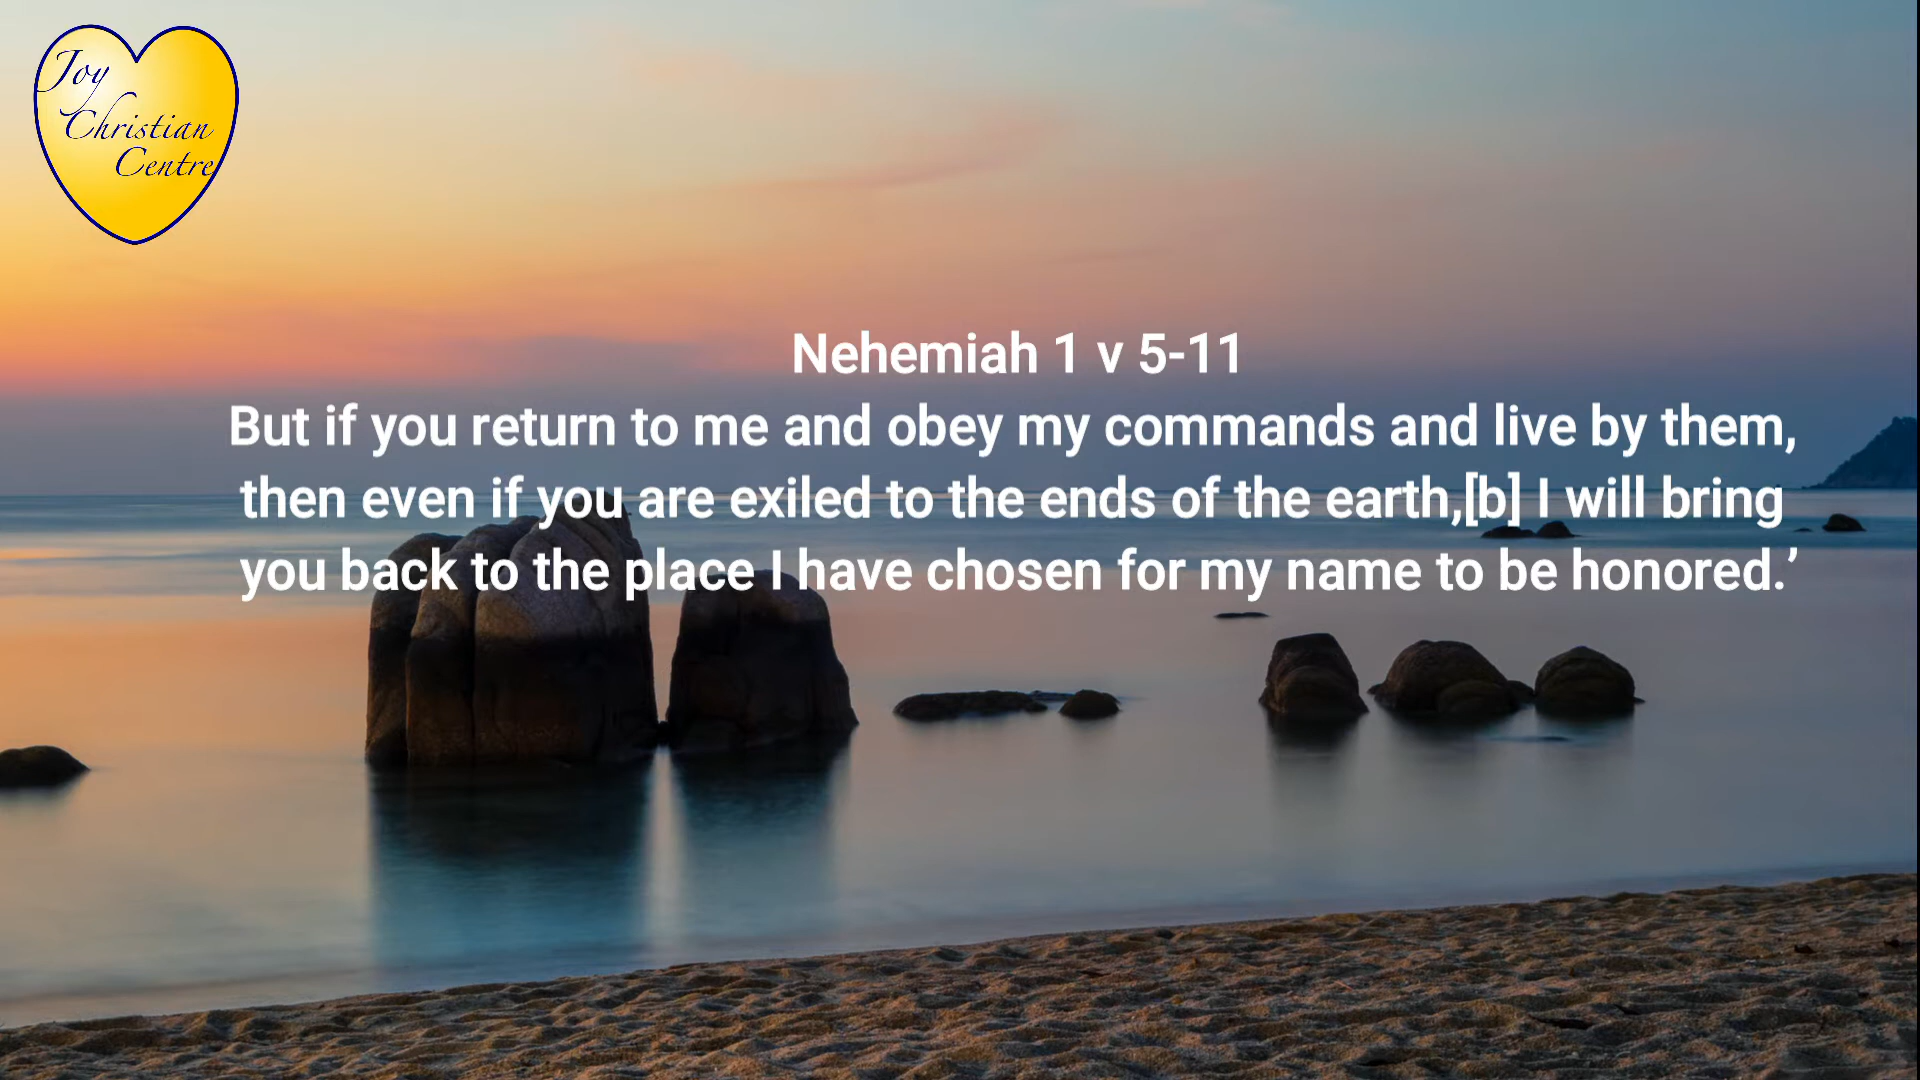 Joy
Christian
Centre
Nehemiah 1 v 5-11
But if you return to me and obey my commands and live by them,
then even if you are exiled to the ends of the earth,[b] I will bring
you back to the place I have chosen for my name to be honored.’